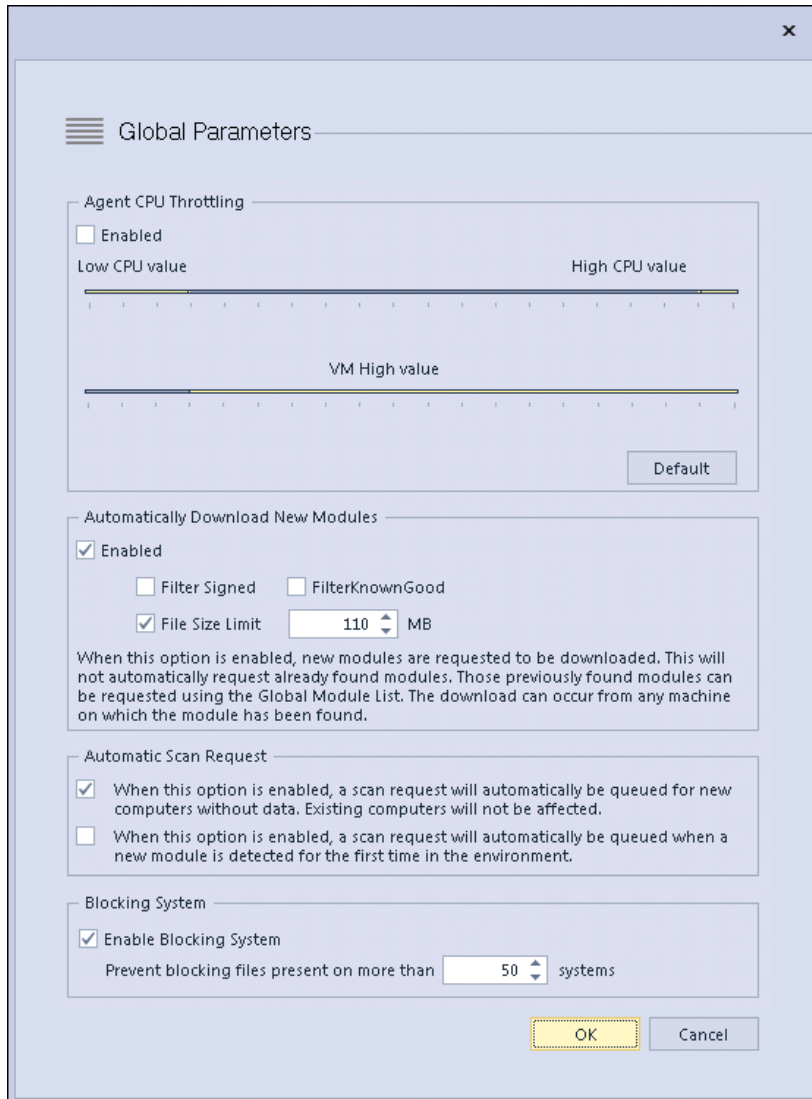 Global Parameters
Agent CPU Throttling
Enabled
Low CPU value High CPU value
VM High value
Default
Automatically Download New Modules
Enabled
Filter Signed FilterKnownGood
File Size Limit 110 MB
When this option is enabled, new modules are requested to be downloaded. This will
not automatically request already found modules. Those previously found modules can
be requested using the Global Module List. The download can occur from any machine
on which the module has been found.
Automatic Scan Request
When this option is enabled, a scan request will automatically be queued for new
computers without data. Existing computers will not be affected.
When this option is enabled, a scan request will automatically be queued when a
new module is detected for the first time in the environment.
Blocking System
Enable Blocking System
Prevent blocking files present on more than 50 systems
OK Cancel